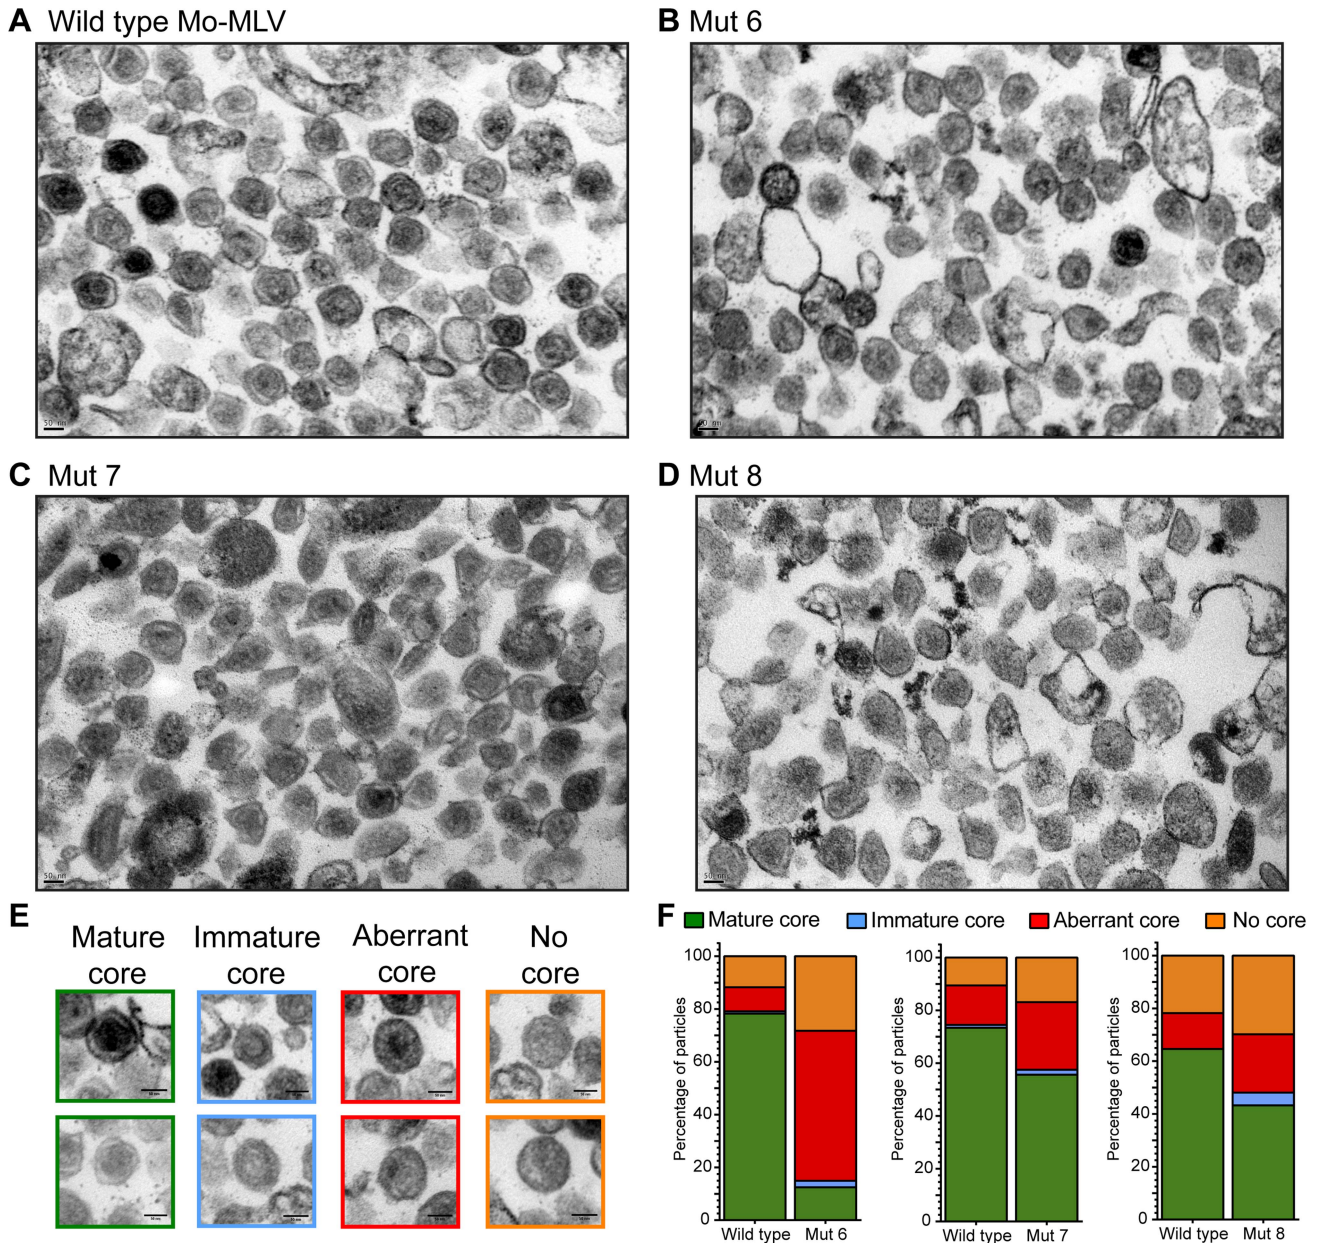 A Wild type Mo-MLV
B Mut 6
50 nm
C Mut 7
D Mut 8
50 nm
50 nm
E
Mature core
Immature core
Aberrant core
No core
F
Mature core
Immature core
Aberrant core
No core
Percentage of particles
100
80
60
40
20
0
Wild type
Mut 6
Percentage of particles
100
80
60
40
20
0
Wild type
Mut 7
Percentage of particles
100
80
60
40
20
0
Wild type
Mut 8